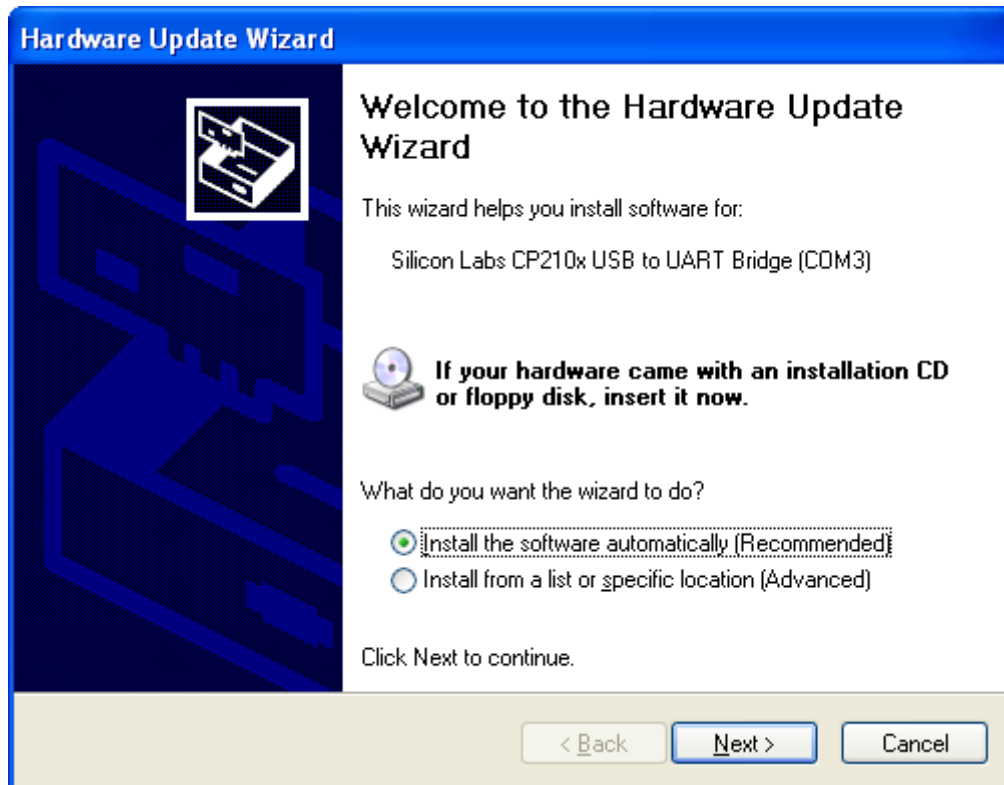 Hardware Update Wizard
Welcome to the Hardware Update
Wizard
This wizard helps you install software for:
Silicon Labs CP210x USB to UART Bridge (COM3)
If your hardware came with an installation CD
or floppy disk, insert it now.
What do you want the wizard to do?
Install the software automatically (Recommended)
Install from a list or specific location (Advanced)
Click Next to continue.
< Back
Next >
Cancel